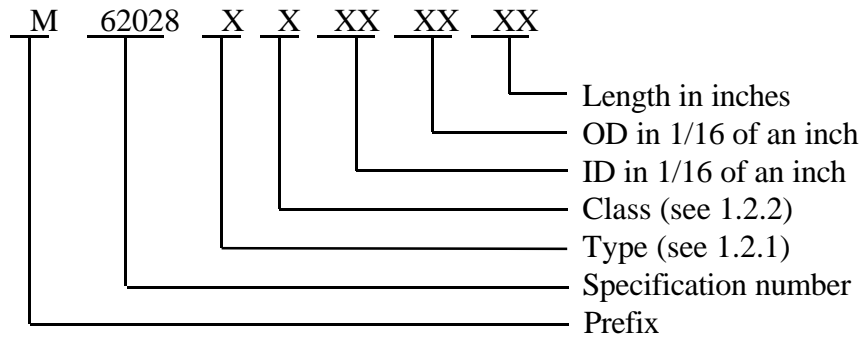 M 62028 X X XX XX XX
Length in inches
OD in 1/16 of an inch
ID in 1/16 of an inch
Class (see 1.2.2)
Type (see 1.2.1)
Specification number
Prefix